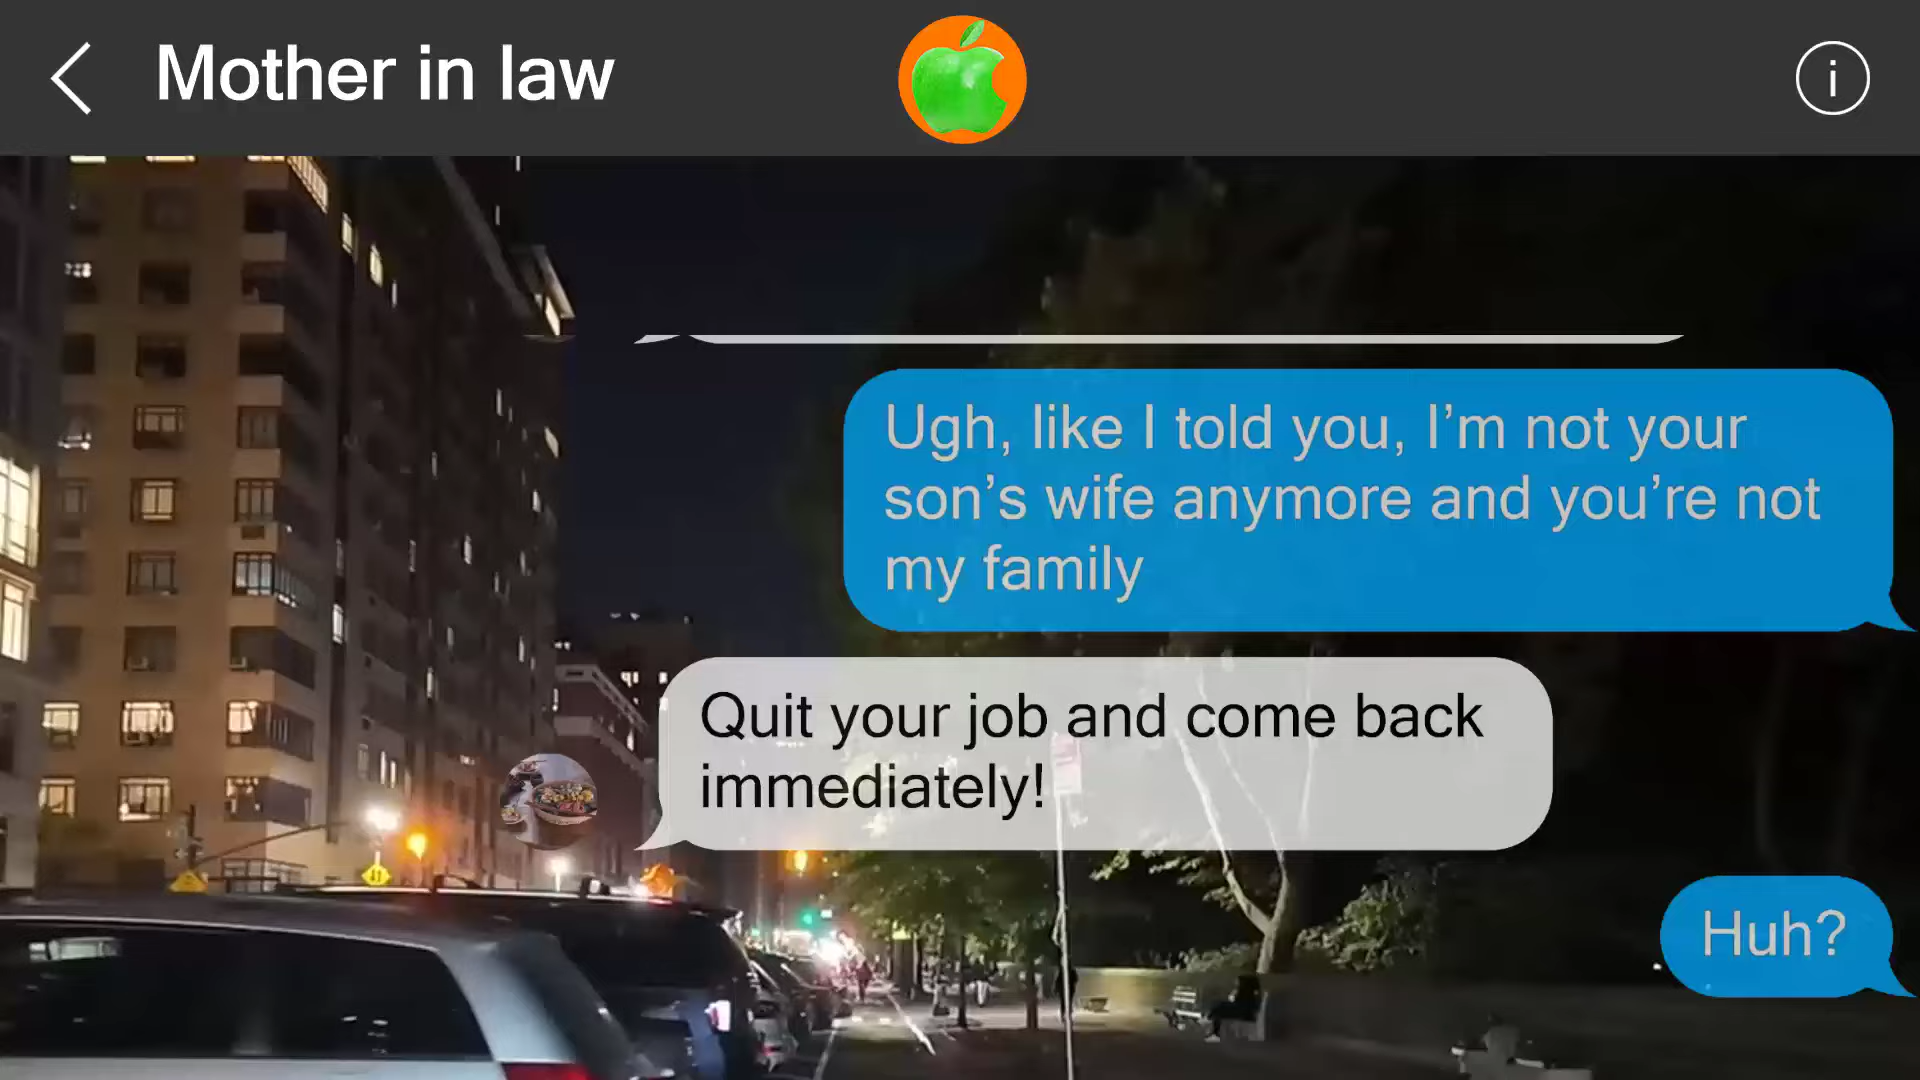 Mother in law
Ugh, like I told you, I’m not your
son’s wife anymore and you’re not
my family
Quit your job and come back
immediately!
Huh?